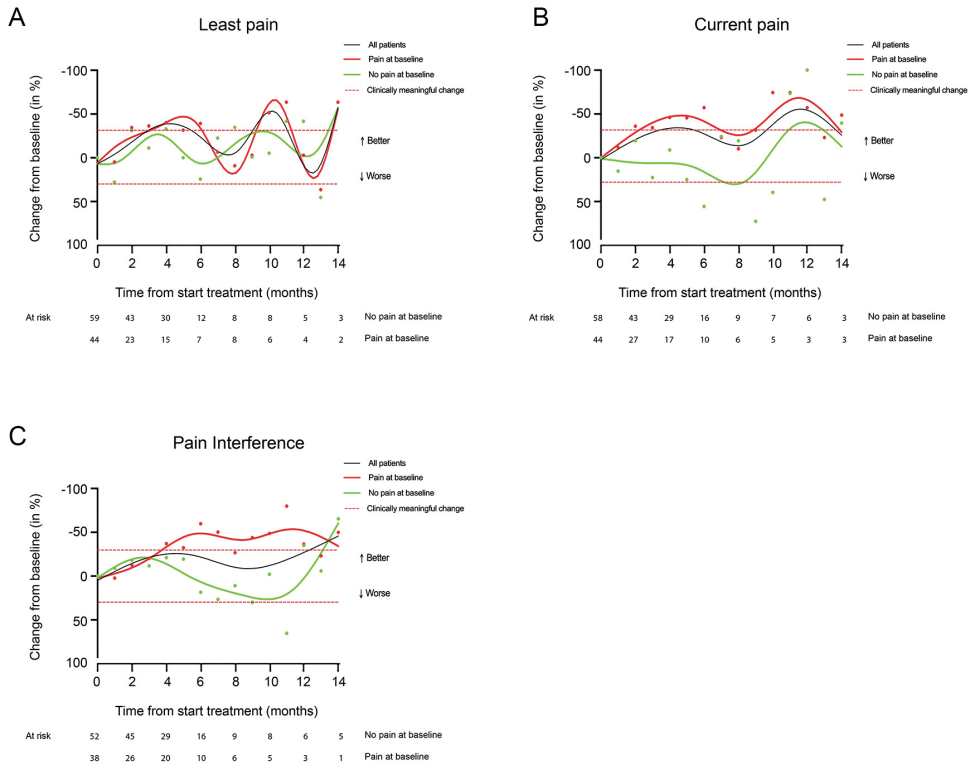 A
Least pain
All patients
Pain at baseline
No pain at baseline
Clinically meaningful change
Change from baseline (in %)
-100
-50
0
50
100
↑ Better
↓ Worse
0 2 4 6 8 10 12 14
Time from start treatment (months)
At risk 59 43 30 12 8 8 5 3 No pain at baseline
44 23 15 7 8 6 4 2 Pain at baseline
B
Current pain
All patients
Pain at baseline
No pain at baseline
Clinically meaningful change
Change from baseline (in %)
-100
-50
0
50
100
↑ Better
↓ Worse
0 2 4 6 8 10 12 14
Time from start treatment (months)
At risk 58 43 29 16 9 7 6 3 No pain at baseline
44 27 17 10 6 5 3 3 Pain at baseline
C
Pain Interference
All patients
Pain at baseline
No pain at baseline
Clinically meaningful change
Change from baseline (in %)
-100
-50
0
50
100
↑ Better
↓ Worse
0 2 4 6 8 10 12 14
Time from start treatment (months)
At risk 52 45 29 16 9 8 6 5 No pain at baseline
38 26 20 10 6 5 3 1 Pain at baseline